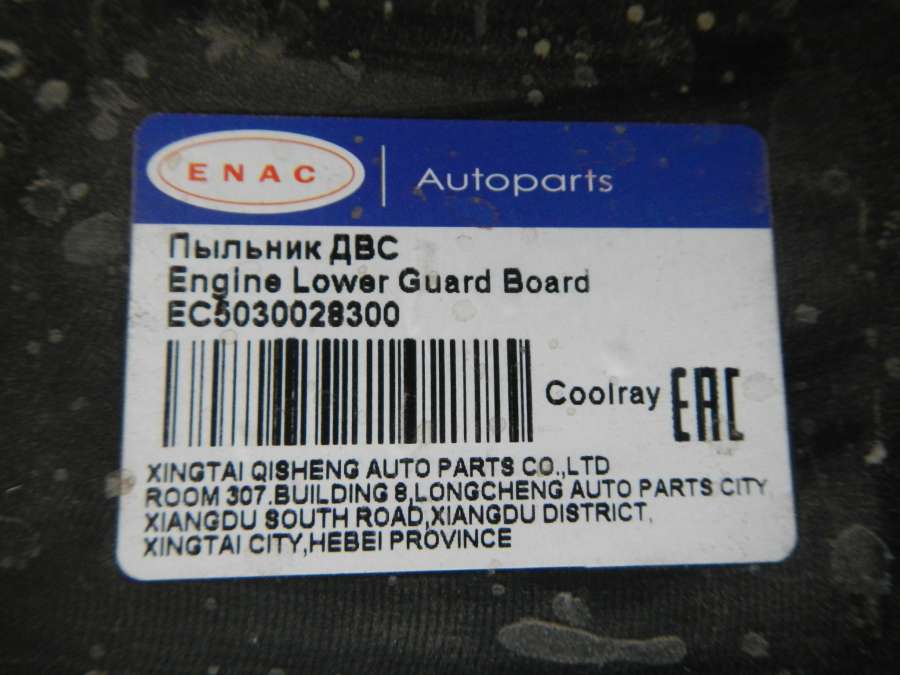 ENAC | Autoparts
Пыльник ДВС
Engine Lower Guard Board
EC5030028300
Coolray EAC
XINGTAI QISHENG AUTO PARTS CO.,LTD
ROOM 307.BUILDING 8,LONGCHENG AUTO PARTS CITY
XIANGDU SOUTH ROAD,XIANGDU DISTRICT,
XINGTAI CITY,HEBEI PROVINCE